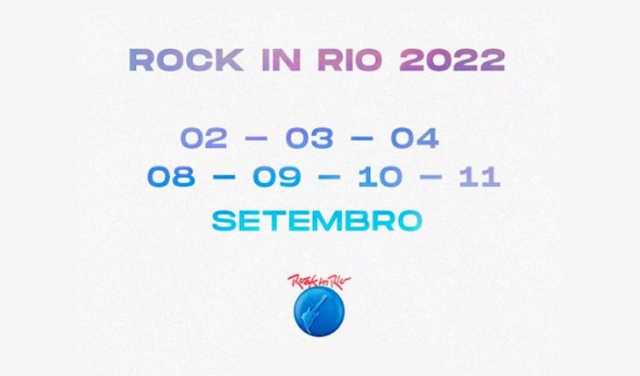 ROCK IN RIO 2022
02 – 03 – 04
08 – 09 – 10 – 11
SETEMBRO
Rock in Rio